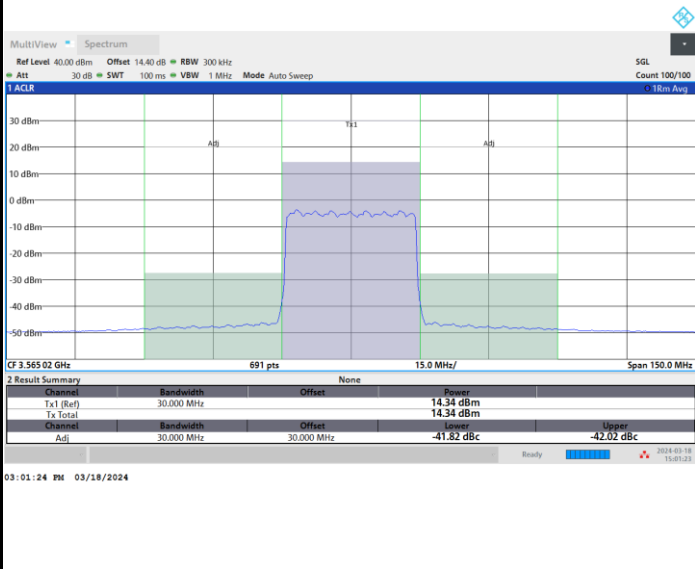 MultiView Spectrum
Ref Level 40.00 dBm Offset 14.40 dB RBW 300 kHz SGL
Att 30 dB SWT 100 ms VBW 1 MHz Mode Auto Sweep Count 100/100
1 ACLR 1Rm Avg
30 dBm
Tx1
20 dBm
Adj Adj
10 dBm
0 dBm
-10 dBm
-20 dBm
-30 dBm
-40 dBm
-50 dBm
CF 3.565 02 GHz 691 pts 15.0 MHz/ Span 150.0 MHz
2 Result Summary None
Channel Bandwidth Offset Power
Tx1 (Ref) 30.000 MHz 14.34 dBm
Tx Total 14.34 dBm
Channel Bandwidth Offset Lower Upper
Adj 30.000 MHz 30.000 MHz -41.82 dBc -42.02 dBc
Ready 2024-03-18
15:01:23
03:01:24 PM 03/18/2024